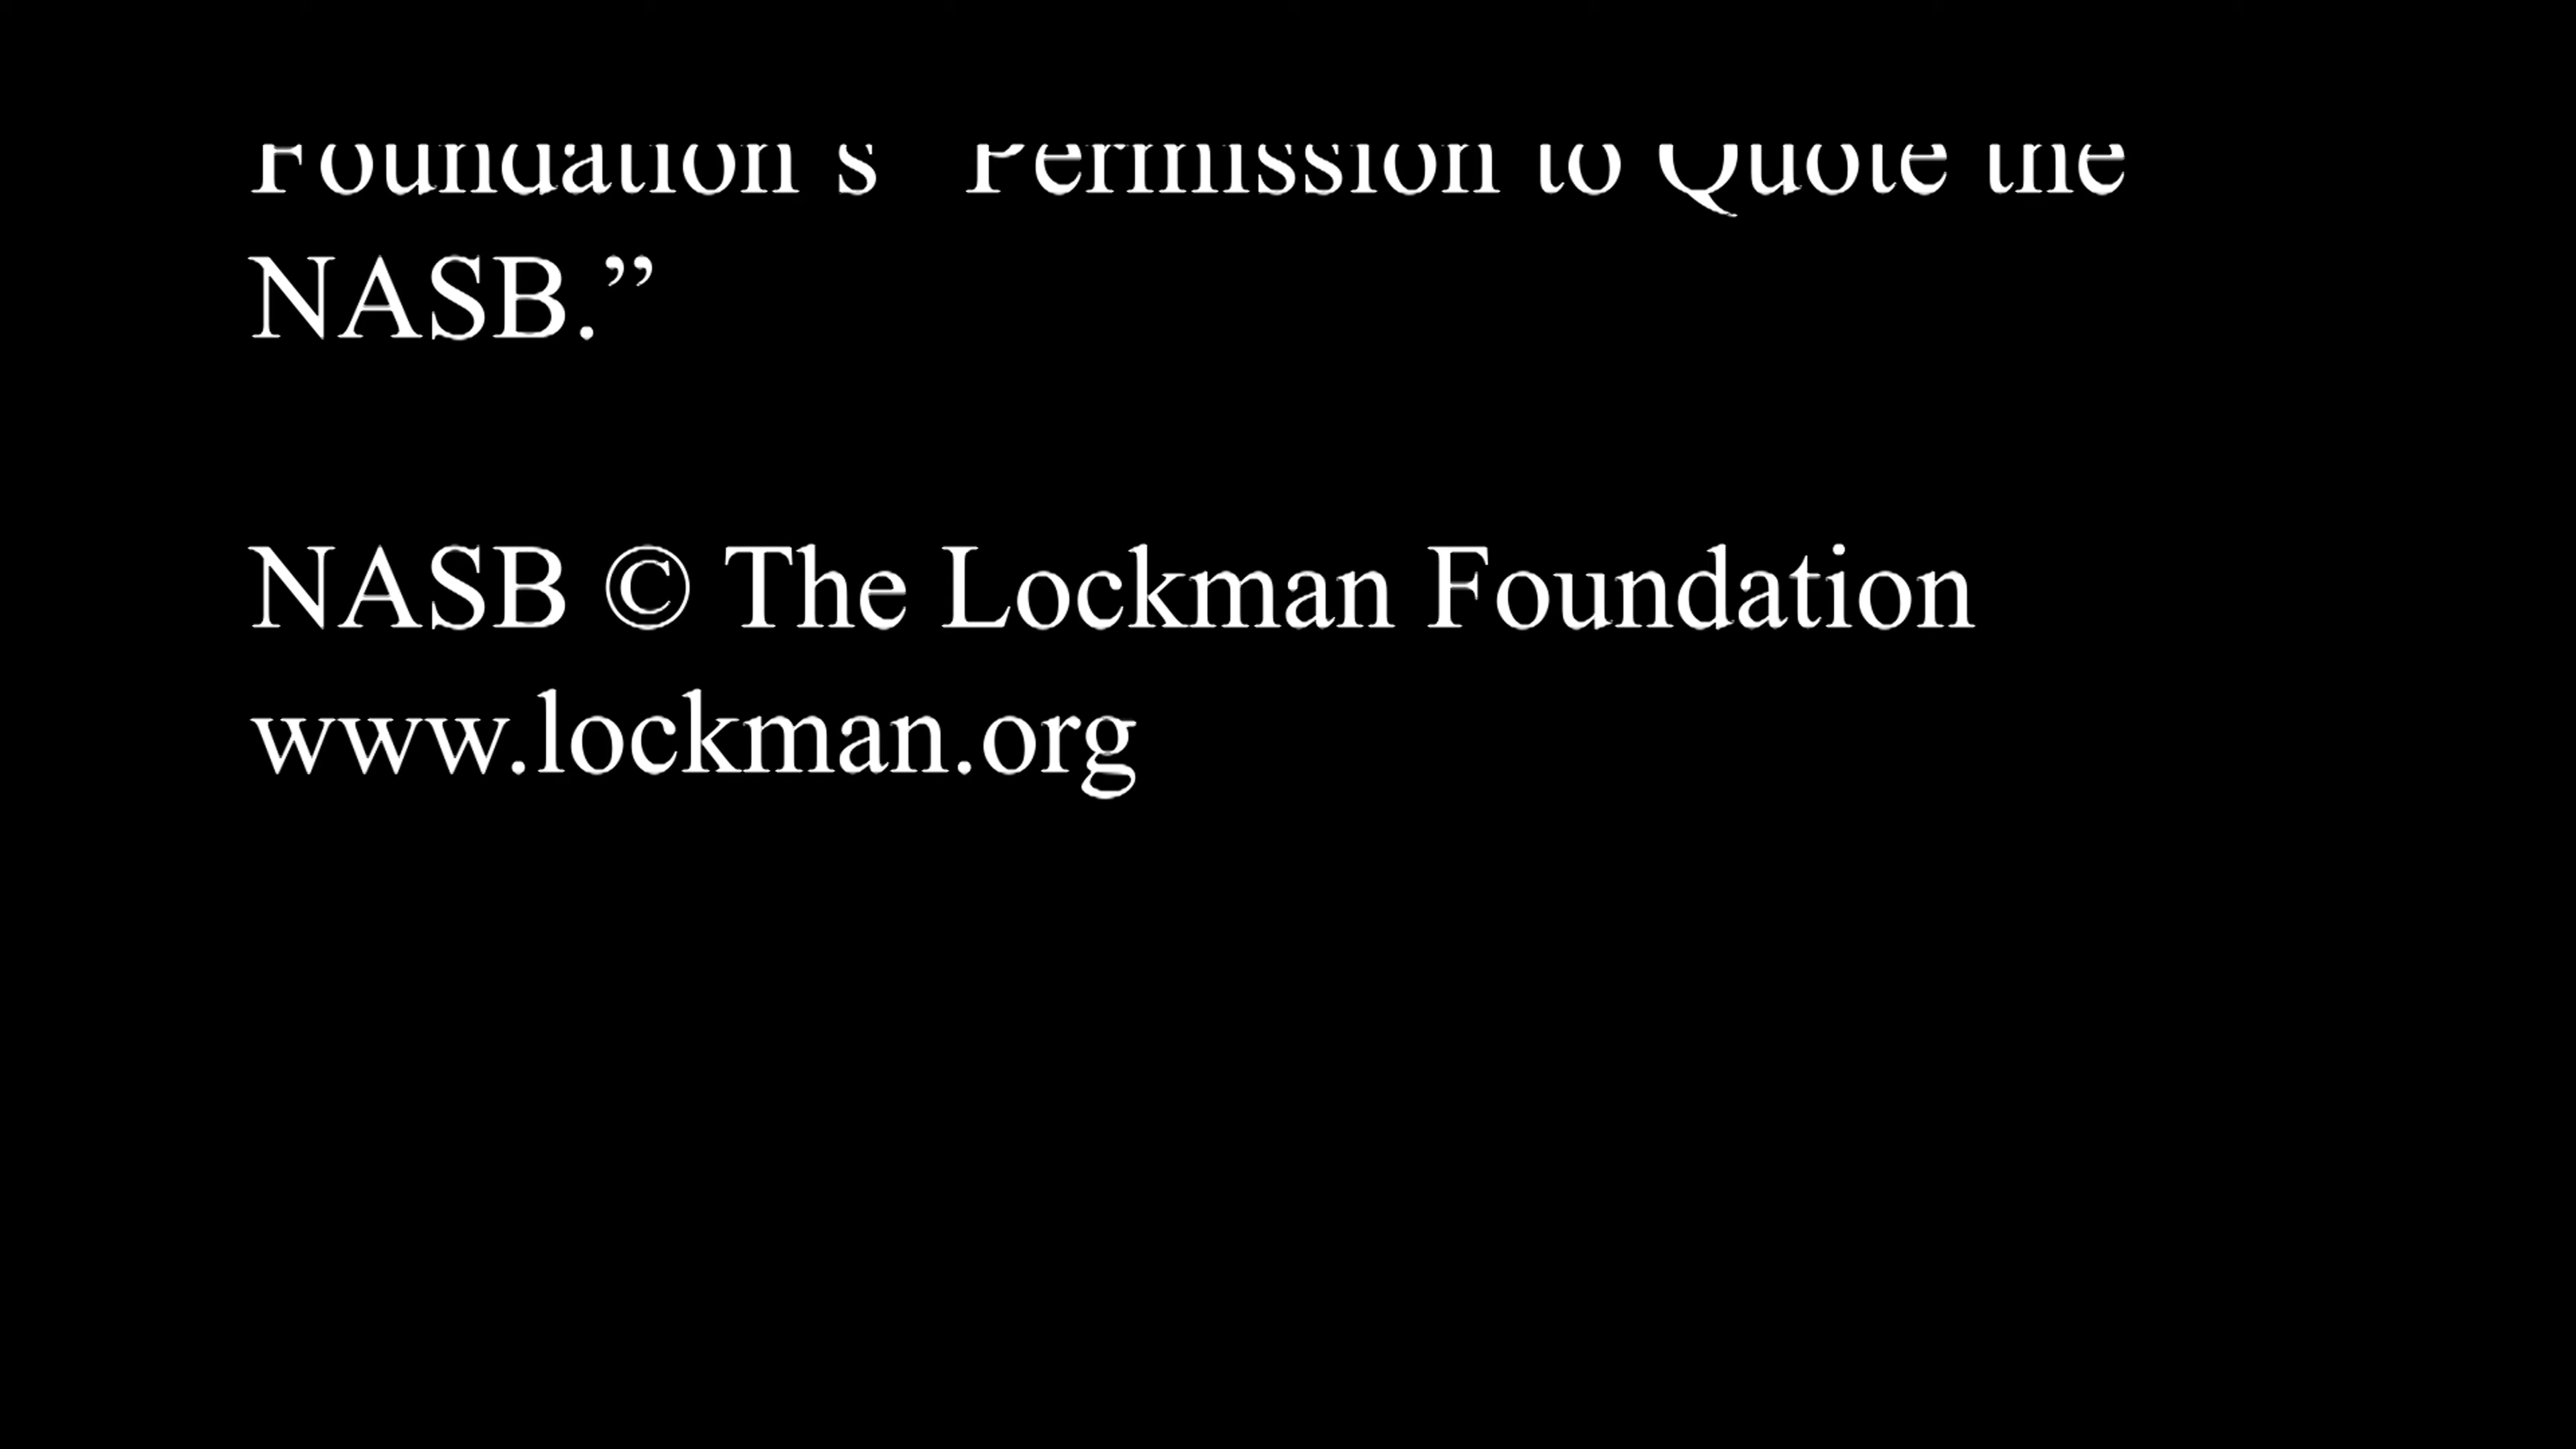 Foundation’s “Permission to Quote the
NASB.”
NASB © The Lockman Foundation
www.lockman.org